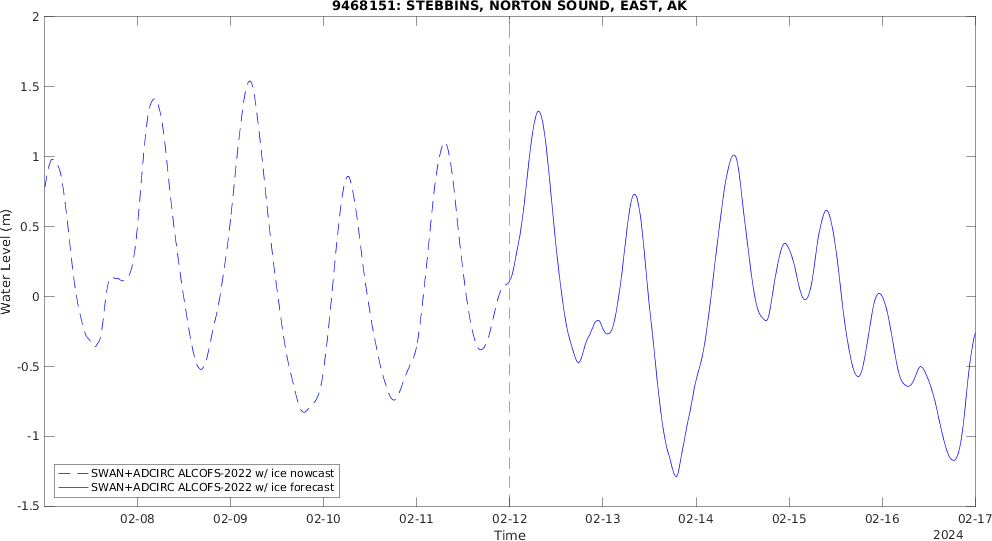 9468151: STEBBINS, NORTON SOUND, EAST, AK
2
1.5
1
0.5
0
-0.5
-1
-1.5
Water Level (m)
SWAN+ADCIRC ALCOFS-2022 w/ ice nowcast
SWAN+ADCIRC ALCOFS-2022 w/ ice forecast
02-08 02-09 02-10 02-11 02-12 02-13 02-14 02-15 02-16 02-17
Time
2024